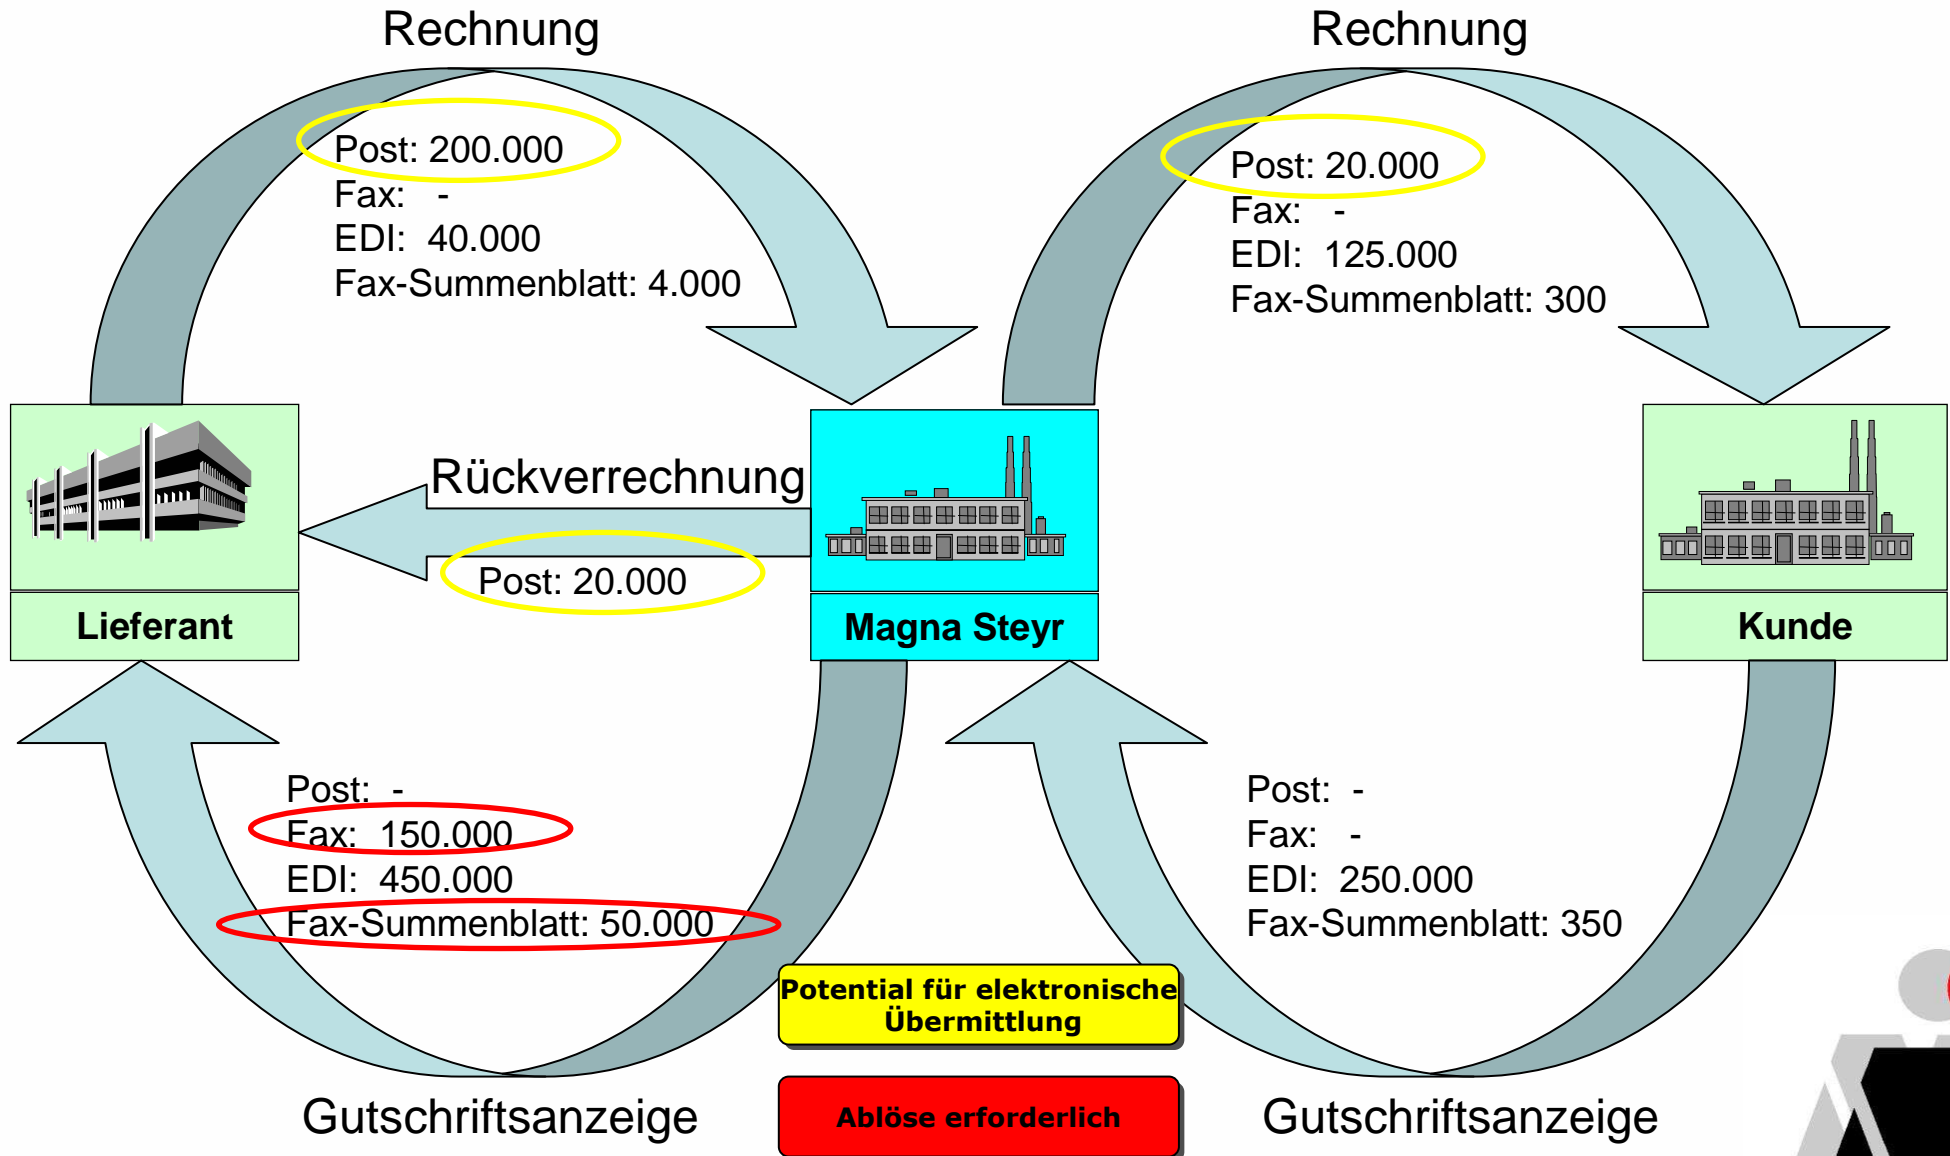 Rechnung
Post: 200.000
Fax: -
EDI: 40.000
Fax-Summenblatt: 4.000
Rechnung
Post: 20.000
Fax: -
EDI: 125.000
Fax-Summenblatt: 300
Rückverrechnung
Post: 20.000
Lieferant
Magna Steyr
Kunde
Post: -
Fax: 150.000
EDI: 450.000
Fax-Summenblatt: 50.000
Gutschriftsanzeige
Post: -
Fax: -
EDI: 250.000
Fax-Summenblatt: 350
Gutschriftsanzeige
Potential für elektronische
Übermittlung
Ablöse erforderlich